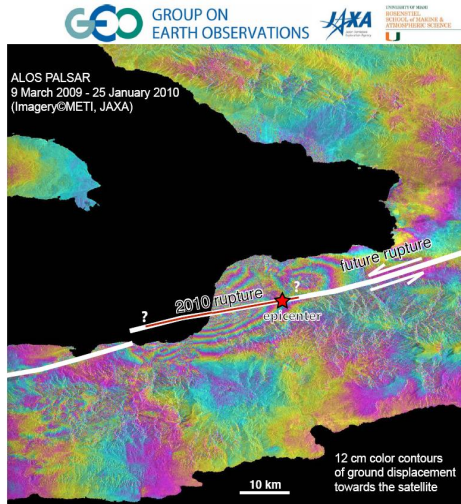 GEO
GROUP ON
EARTH OBSERVATIONS
JAXA
UNIVERSITY OF MIAMI
ROSENSTIEL
SCHOOL OF MARINE &
ATMOSPHERIC SCIENCE
U
ALOS PALSAR
9 March 2009 - 25 January 2010
(Imagery©METI, JAXA)
future rupture
?
2010 rupture
?
epicenter
12 cm color contours
of ground displacement
towards the satellite
10 km